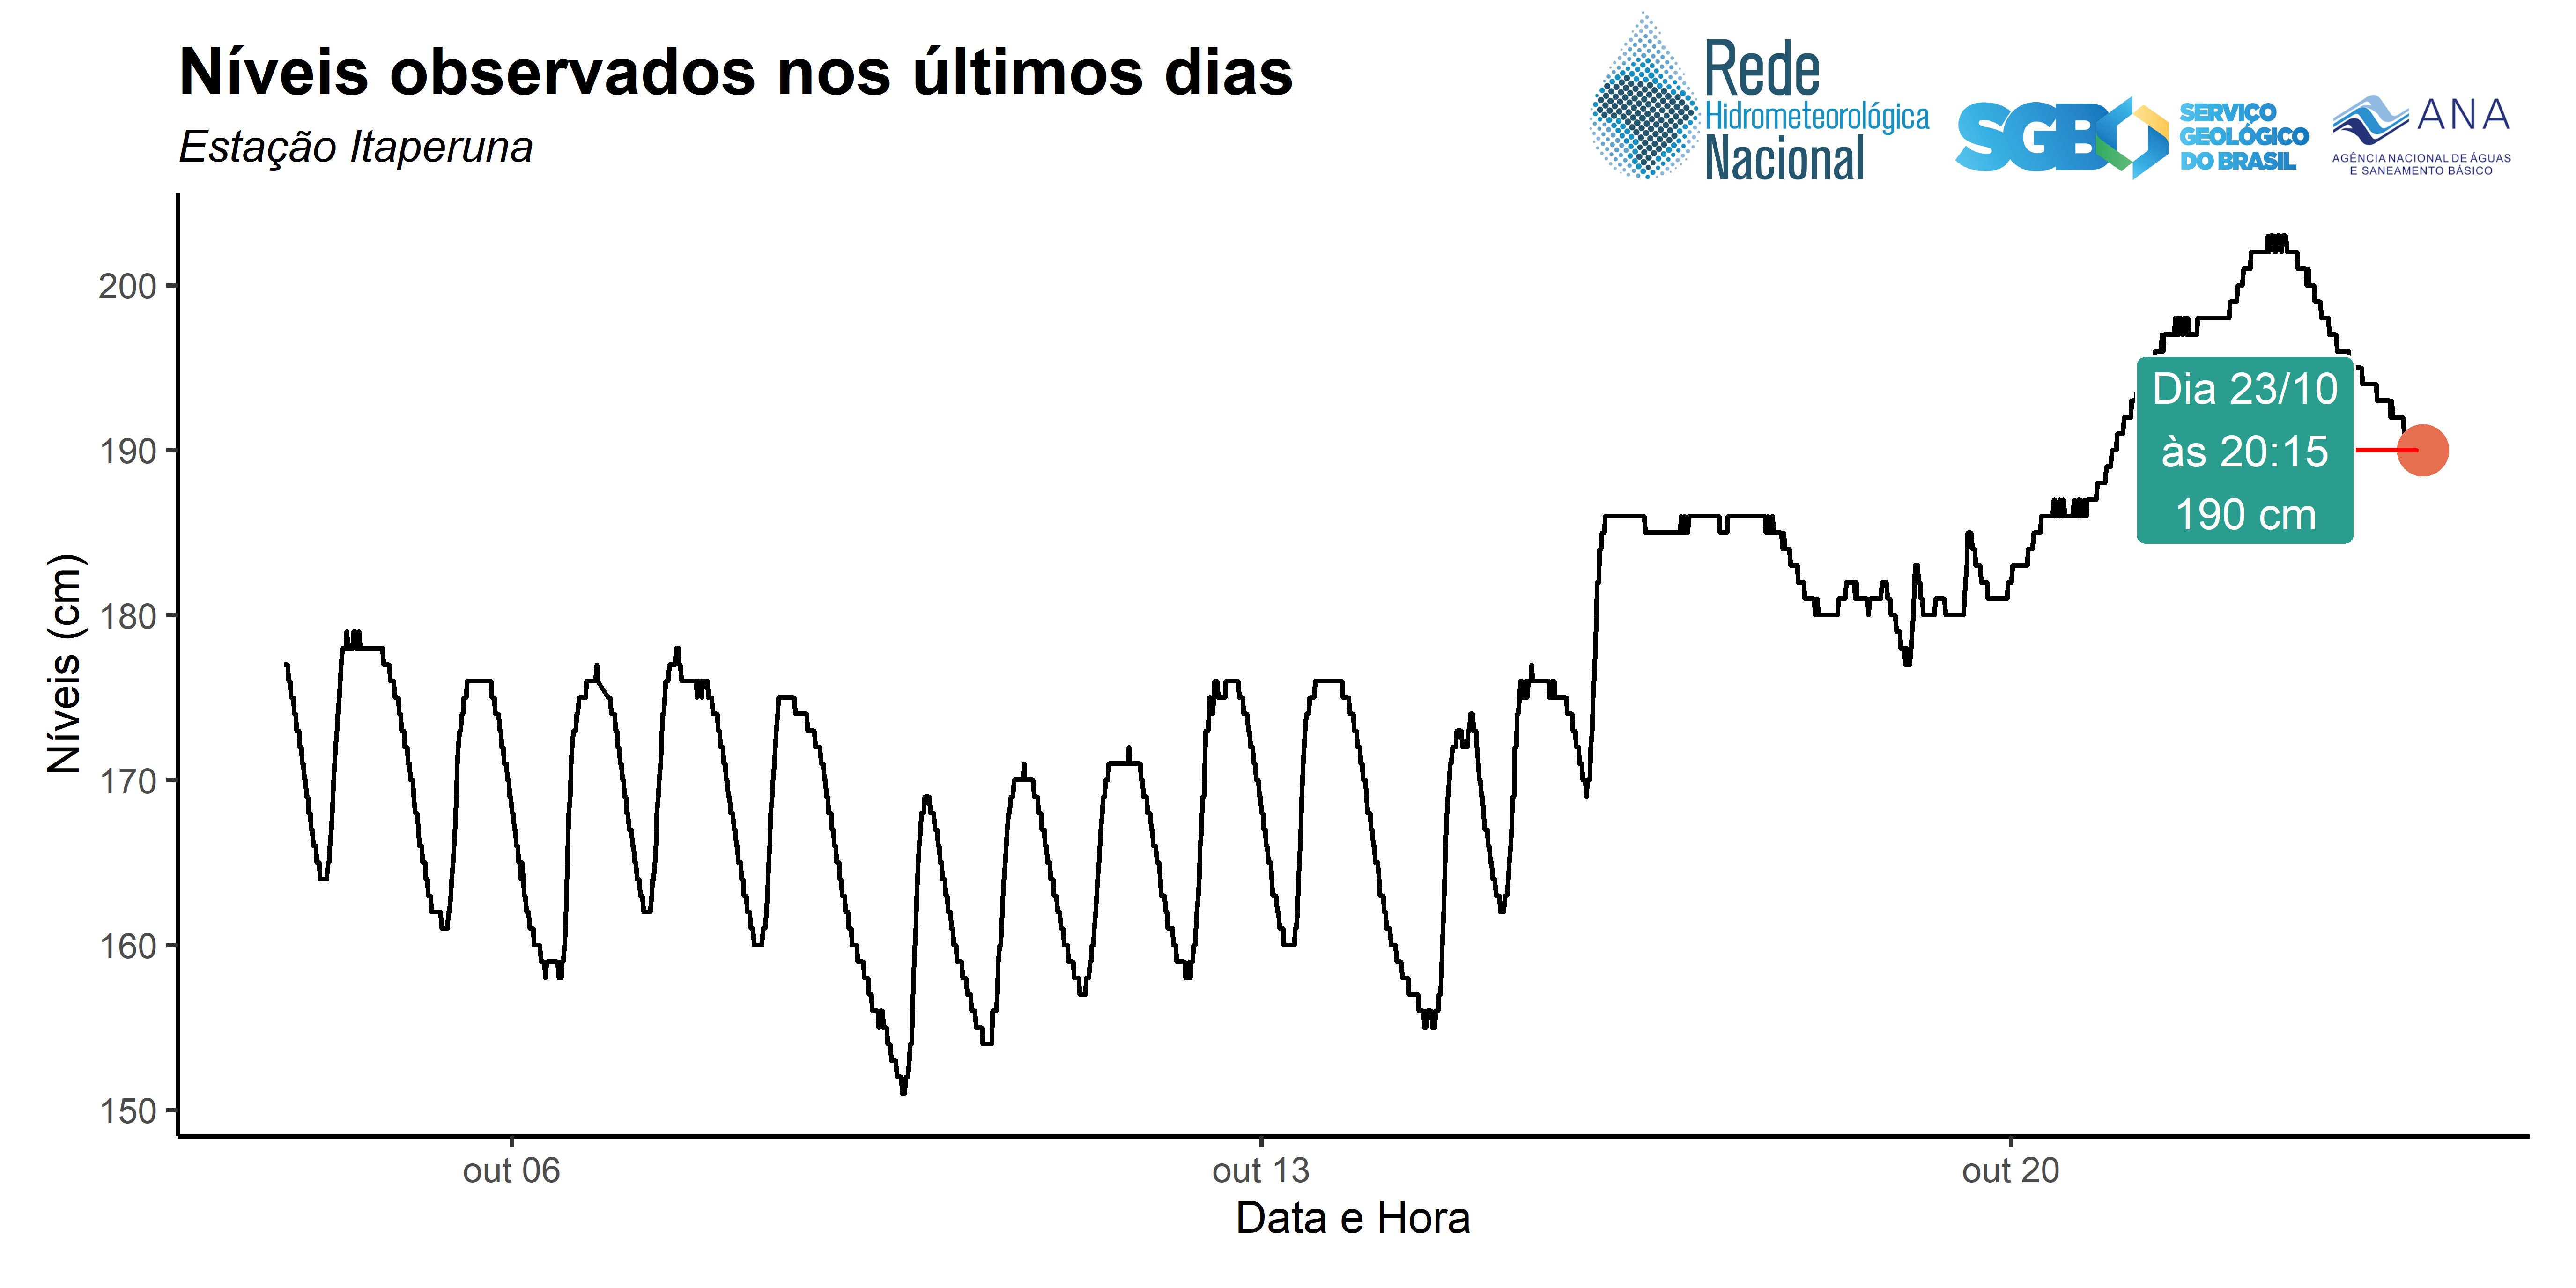 Níveis observados nos últimos dias
Estação Itaperuna
Rede
Hidrometeorológica
Nacional
SGB
SERVIÇO
GEOLÓGICO
DO BRASIL
ANA
AGÊNCIA NACIONAL DE ÁGUAS
E SANEAMENTO BÁSICO
Níveis (cm)
200
190
180
170
160
150
Dia 23/10
às 20:15
190 cm
out 06
out 13
out 20
Data e Hora